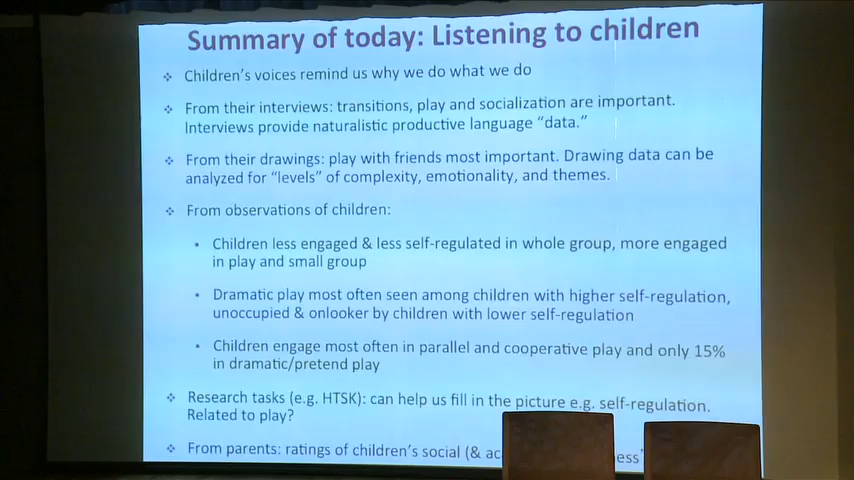 Summary of today: Listening to children
❖ Children's voices remind us why we do what we do
❖ From their interviews: transitions, play and socialization are important.
Interviews provide naturalistic productive language "data."
❖ From their drawings: play with friends most important. Drawing data can be
analyzed for "levels" of complexity, emotionality, and themes.
❖ From observations of children:
▪ Children less engaged & less self-regulated in whole group, more engaged
in play and small group
▪ Dramatic play most often seen among children with higher self-regulation,
unoccupied & onlooker by children with lower self-regulation
▪ Children engage most often in parallel and cooperative play and only 15%
in dramatic/pretend play
❖ Research tasks (e.g. HTSK): can help us fill in the picture e.g. self-regulation.
Related to play?
❖ From parents: ratings of children's social (&